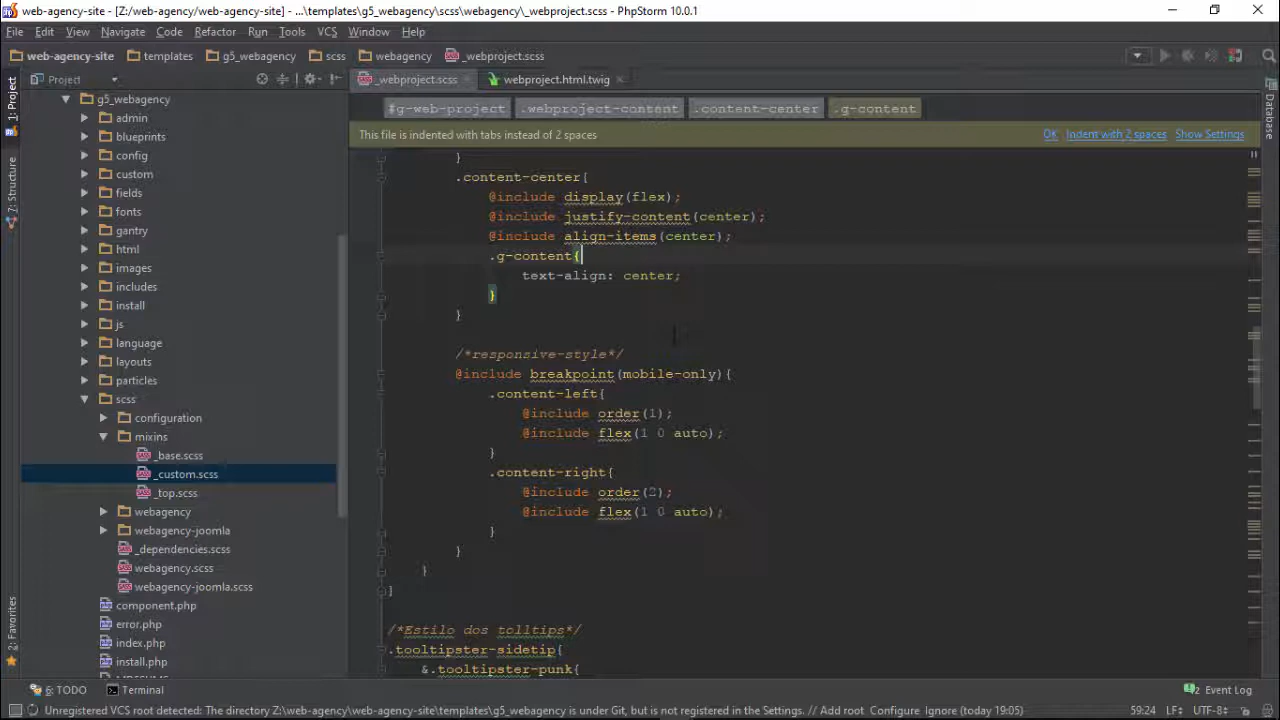 web-agency-site - [Z:/web-agency/web-agency-site] - ...\templates\g5_webagency\scss\webagency\_webproject.scss - PhpStorm 10.0.1
File Edit View Navigate Code Refactor Run Tools VCS Window Help
web-agency-site templates g5_webagency scss webagency _webproject.scss
1: Project
7: Structure
2: Favorites
Project
g5_webagency
admin
blueprints
config
custom
fields
fonts
gantry
html
images
includes
install
js
language
layouts
particles
scss
configuration
mixins
_base.scss
_custom.scss
_top.scss
webagency
webagency-joomla
_dependencies.scss
webagency.scss
webagency-joomla.scss
component.php
error.php
index.php
install.php
_webproject.scss webproject.html.twig
#g-web-project .webproject-content .content-center .g-content
This file is indented with tabs instead of 2 spaces OK Indent with 2 spaces Show Settings
}
.content-center{
@include display(flex);
@include justify-content(center);
@include align-items(center);
.g-content{
text-align: center;
}
}
/*responsive-style*/
@include breakpoint(mobile-only){
.content-left{
@include order(1);
@include flex(1 0 auto);
}
.content-right{
@include order(2);
@include flex(1 0 auto);
}
}
}
}
/*Estilo dos tolltips*/
.tooltipster-sidetip{
&.tooltipster-punk{
Database
6: TODO Terminal 2 Event Log
Unregistered VCS root detected: The directory Z:\web-agency\web-agency-site\templates\g5_webagency is under Git, but is not registered in the Settings. // Add root Configure Ignore (today 19:05) 59:24 LF÷ UTF-8÷